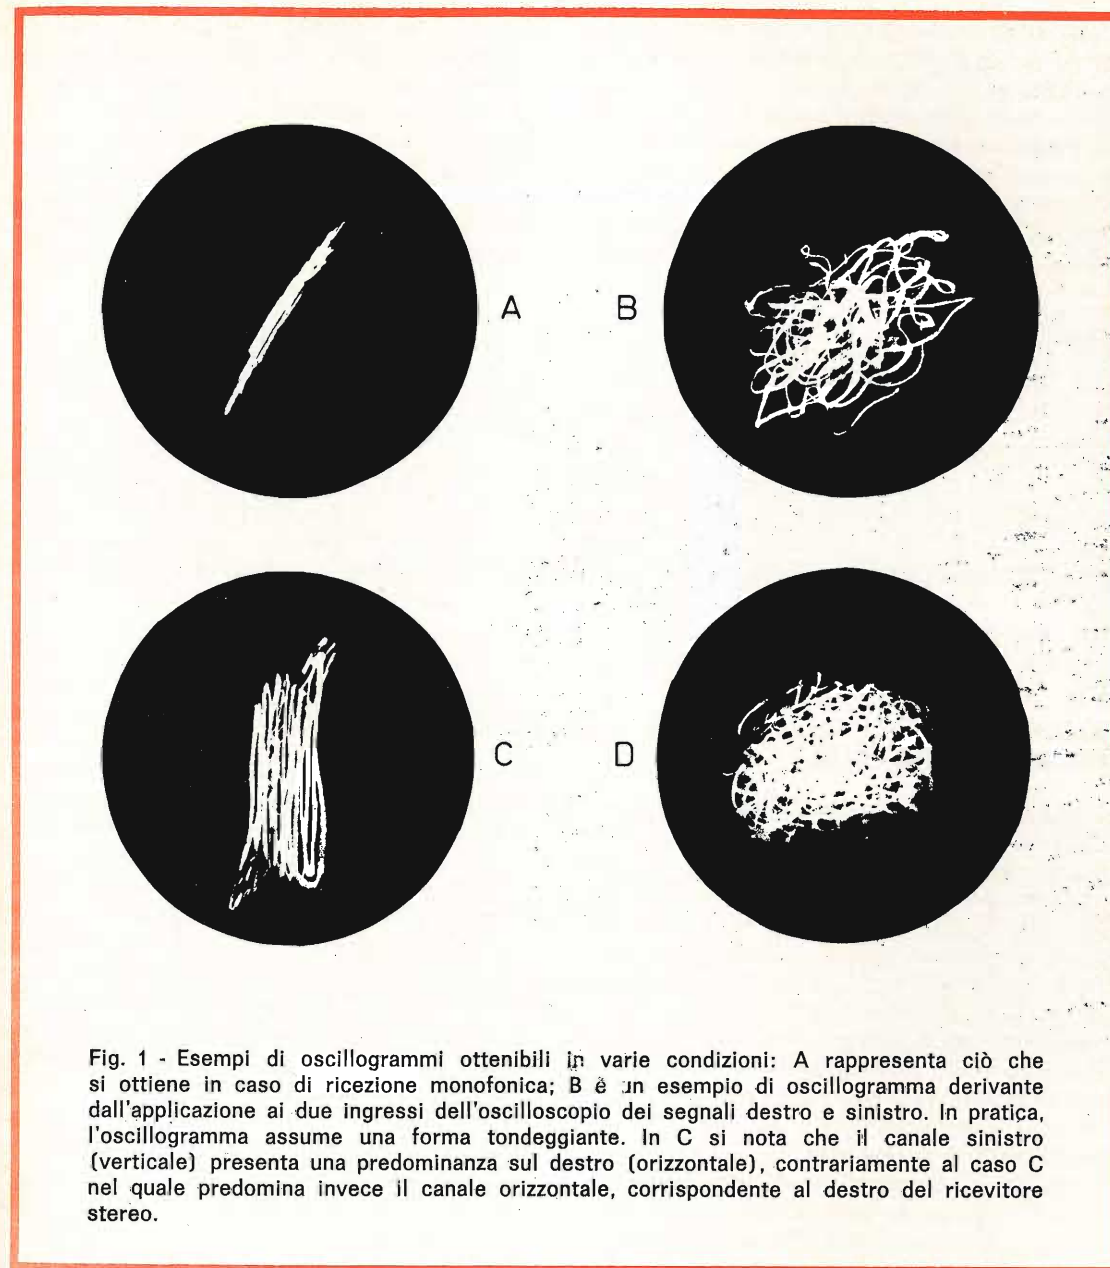 A
B
C
D
Fig. 1 - Esempi di oscillogrammi ottenibili in varie condizioni: A rappresenta ciò che
si ottiene in caso di ricezione monofonica; B è un esempio di oscillogramma derivante
dall'applicazione ai due ingressi dell'oscilloscopio dei segnali destro e sinistro. In pratica,
l'oscillogramma assume una forma tondeggiante. In C si nota che il canale sinistro
(verticale) presenta una predominanza sul destro (orizzontale), contrariamente al caso C
nel quale predomina invece il canale orizzontale, corrispondente al destro del ricevitore
stereo.